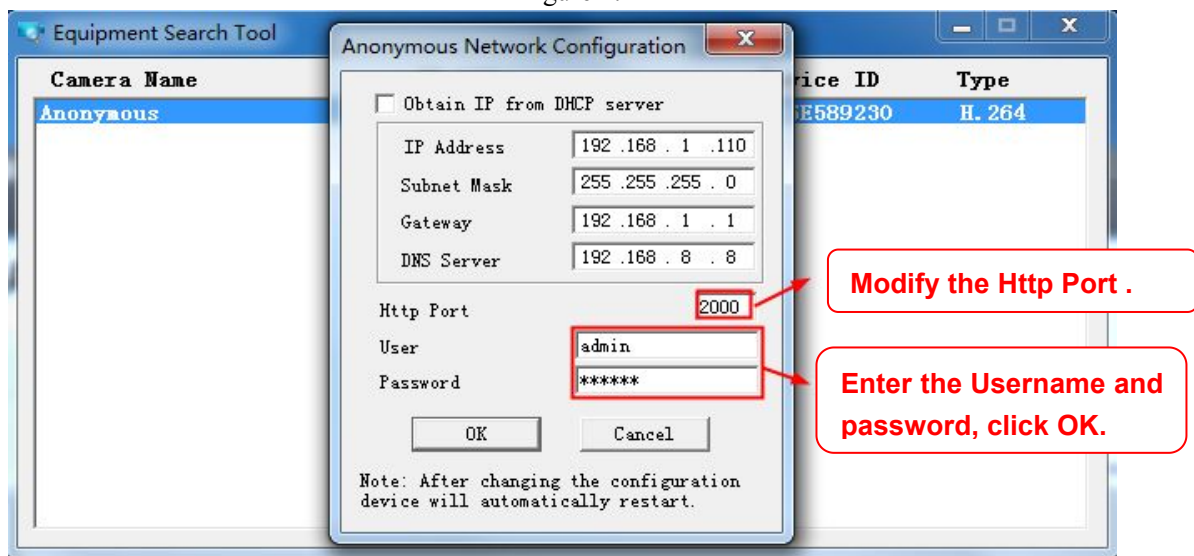 Equipment Search Tool
Anonymous Network Configuration
Camera Name
Type
Anonymous
E589230
H.264
Obtain IP from DHCP server
IP Address 192 .168 . 1 .110
Subnet Mask 255 .255 .255 . 0
Gateway 192 .168 . 1 . 1
DNS Server 192 .168 . 8 . 8
Http Port 2000
User admin
Password ******
OK Cancel
Note: After changing the configuration
device will automatically restart.
Modify the Http Port .
Enter the Username and
password, click OK.